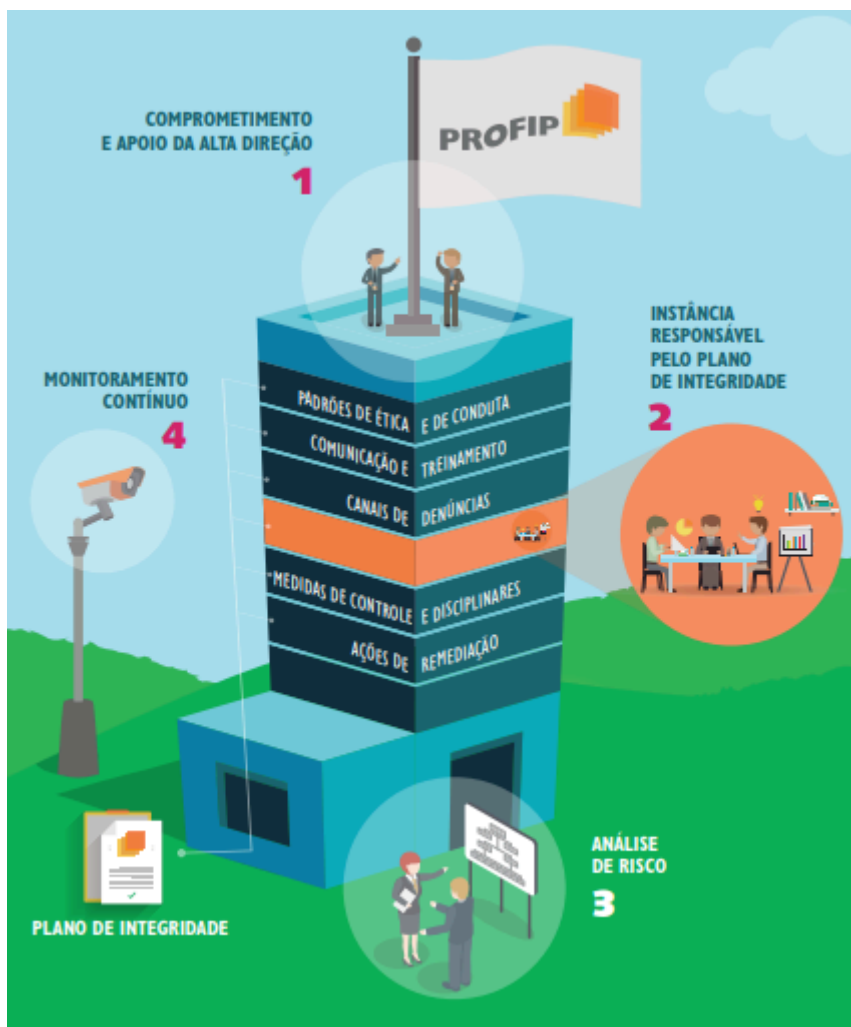 PROFIP
COMPROMETIMENTO
E APOIO DA ALTA DIREÇÃO
1
INSTÂNCIA
RESPONSÁVEL
PELO PLANO
DE INTEGRIDADE
2
MONITORAMENTO
CONTÍNUO
4
PADRÕES DE ÉTICA E DE CONDUTA
COMUNICAÇÃO E TREINAMENTO
CANAIS DE DENÚNCIAS
MEDIDAS DE CONTROLE E DISCIPLINARES
AÇÕES DE REMEDIAÇÃO
ANÁLISE
DE RISCO
3
PLANO DE INTEGRIDADE